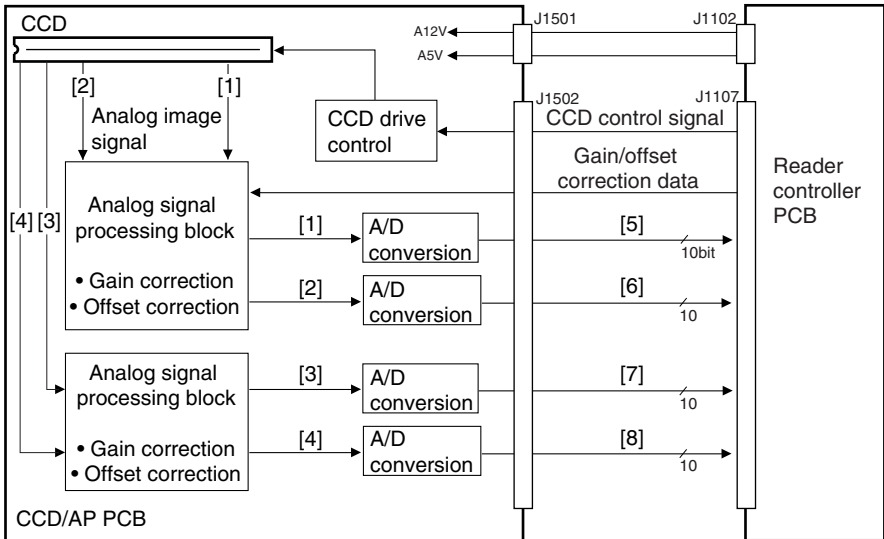 CCD
A12V
J1501
J1102
A5V
[2]
[1]
Analog image
signal
CCD drive
control
J1502
J1107
CCD control signal
Gain/offset
correction data
Reader
controller
PCB
[4]
[3]
Analog signal
processing block
• Gain correction
• Offset correction
[1]
A/D
conversion
[5]
10bit
[2]
A/D
conversion
[6]
10
Analog signal
processing block
• Gain correction
• Offset correction
[3]
A/D
conversion
[7]
10
[4]
A/D
conversion
[8]
10
CCD/AP PCB